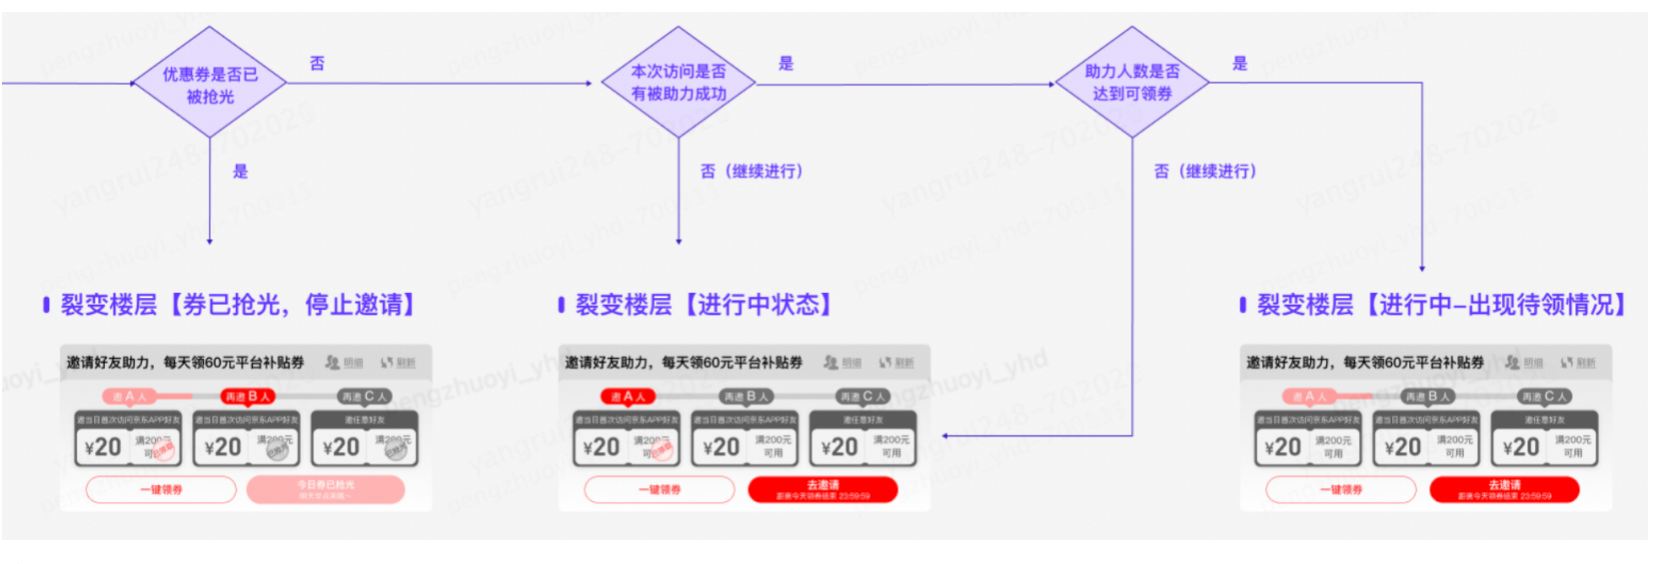 优惠券是否已
被抢光
否
是
本次访问是否
有被助力成功
是
否（继续进行）
助力人数是否
达到可领券
是
否（继续进行）
裂变楼层【券已抢光，停止邀请】
邀请好友助力，每天领60元平台补贴券
明细
刷新
邀A人
再邀B人
再邀C人
邀当日首次访问京东APP好友
邀当日首次访问京东APP好友
邀任意好友
¥20
满200元
可
¥20
满200元
¥20
满200元
一键领券
今日券已抢光
明天早点来哦~
裂变楼层【进行中状态】
邀请好友助力，每天领60元平台补贴券
明细
刷新
邀A人
再邀B人
再邀C人
邀当日首次访问京东APP好友
邀当日首次访问京东APP好友
邀任意好友
¥20
满200元
可
¥20
满200元
可用
¥20
满200元
可用
一键领券
去邀请
距离今天领券结束 23:59:59
裂变楼层【进行中-出现待领情况】
邀请好友助力，每天领60元平台补贴券
明细
刷新
邀A人
再邀B人
再邀C人
邀当日首次访问京东APP好友
邀当日首次访问京东APP好友
邀任意好友
¥20
满200元
可用
¥20
满200元
可用
¥20
满200元
可用
一键领券
去邀请
距离今天领券结束 23:59:59
yangrui248-702020
pengzhuoyi_yhd